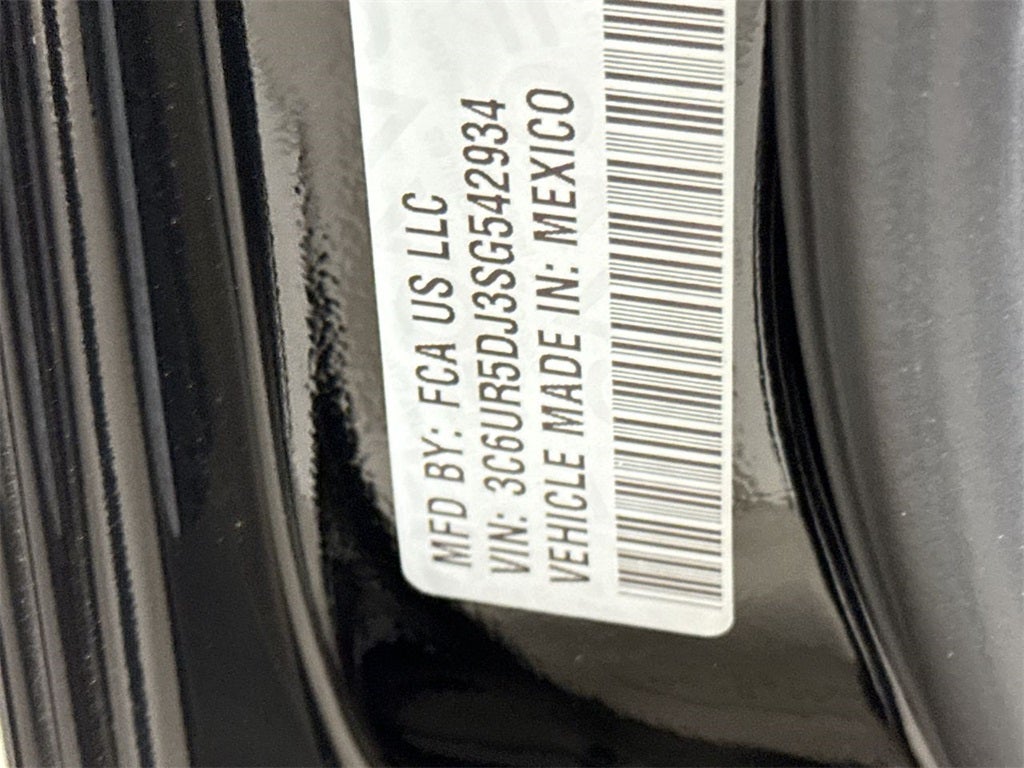 MFD BY: FCA US LLC
VIN: 3C6UR5DJ3SG542934
VEHICLE MADE IN: MEXICO